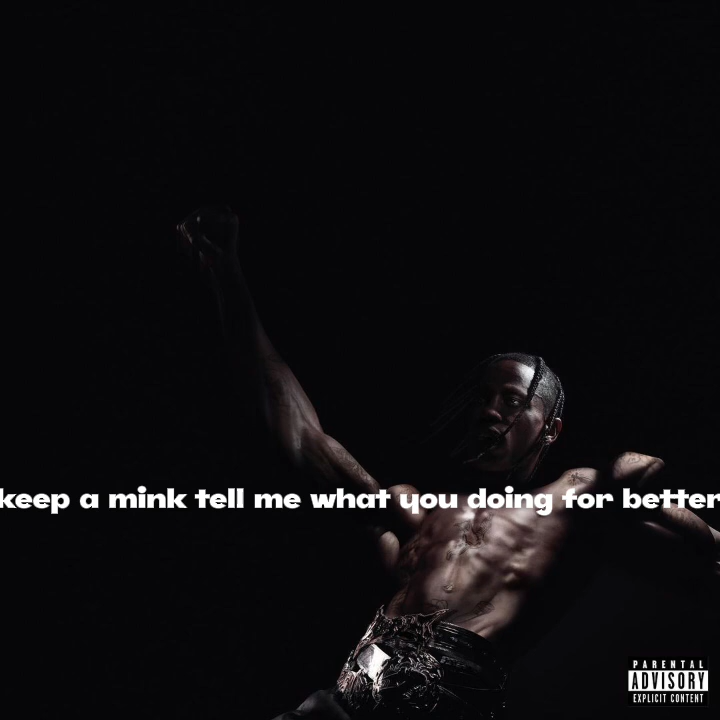 keep a mink tell me what you doing for better
PARENTAL
ADVISORY
EXPLICIT CONTENT